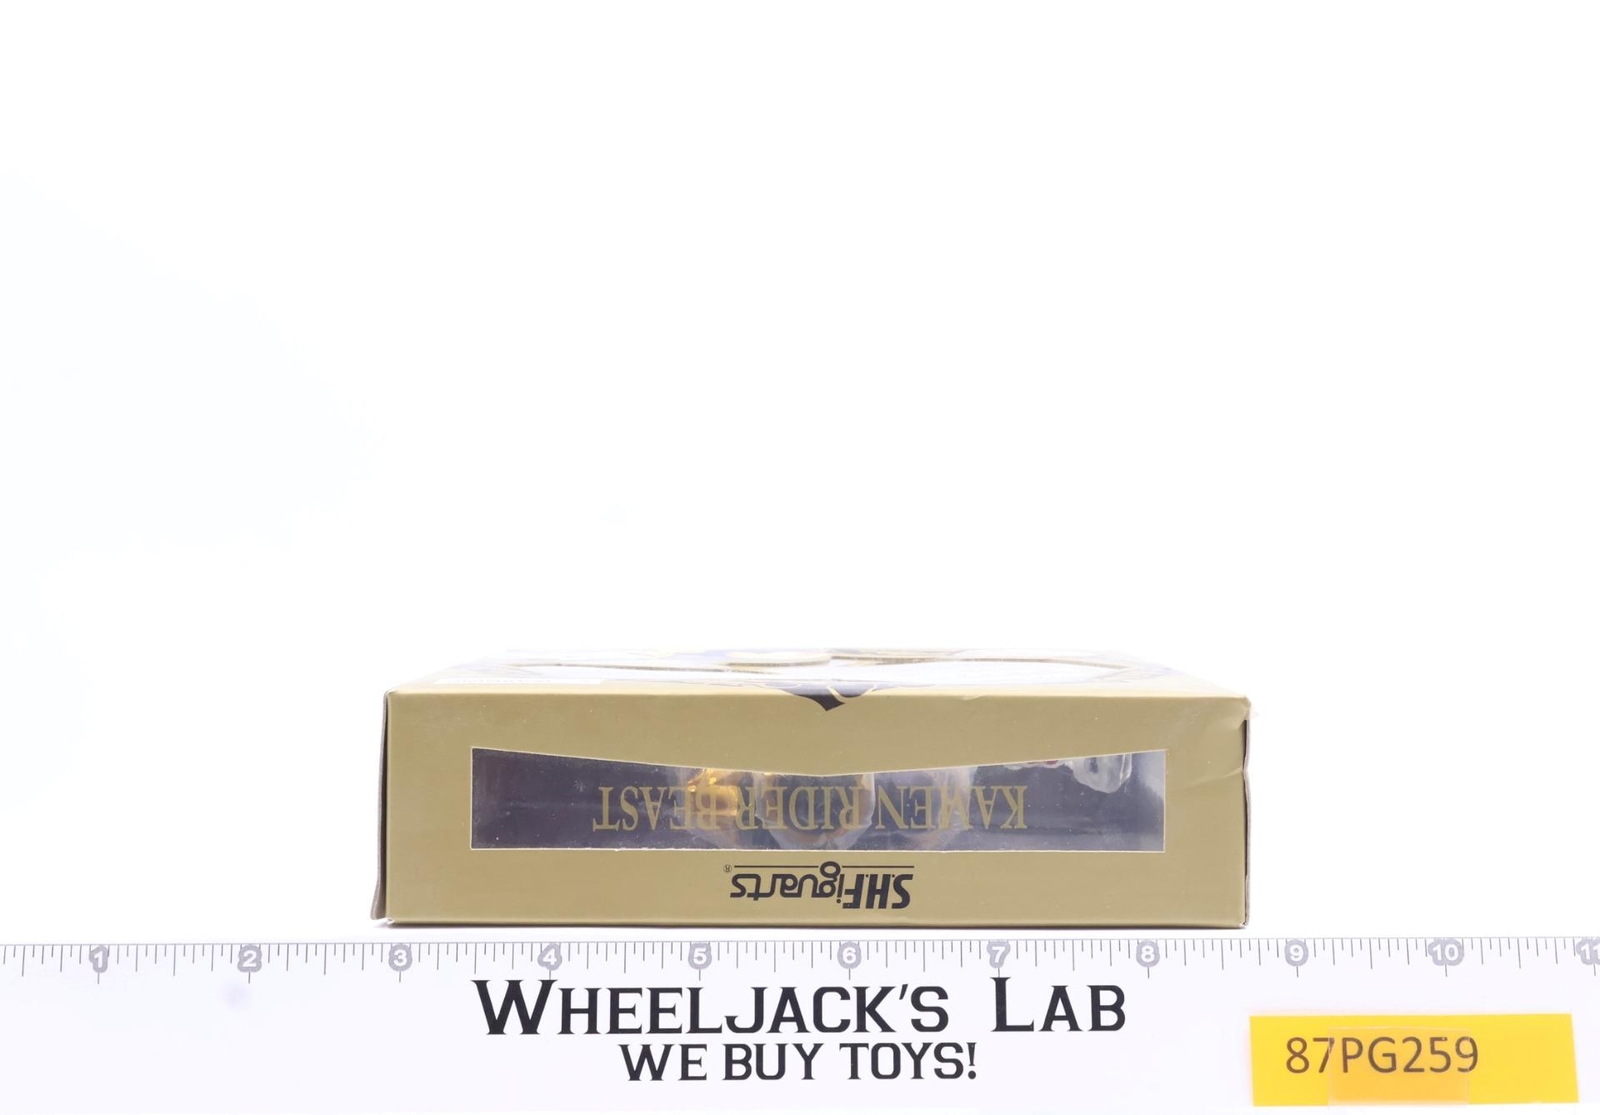 KAMEN RIDER BEAST
S.H.Figuarts®
1 2 3 4 5 6 7 8 9 10 11
WHEELJACK'S LAB
WE BUY TOYS!
87PG259